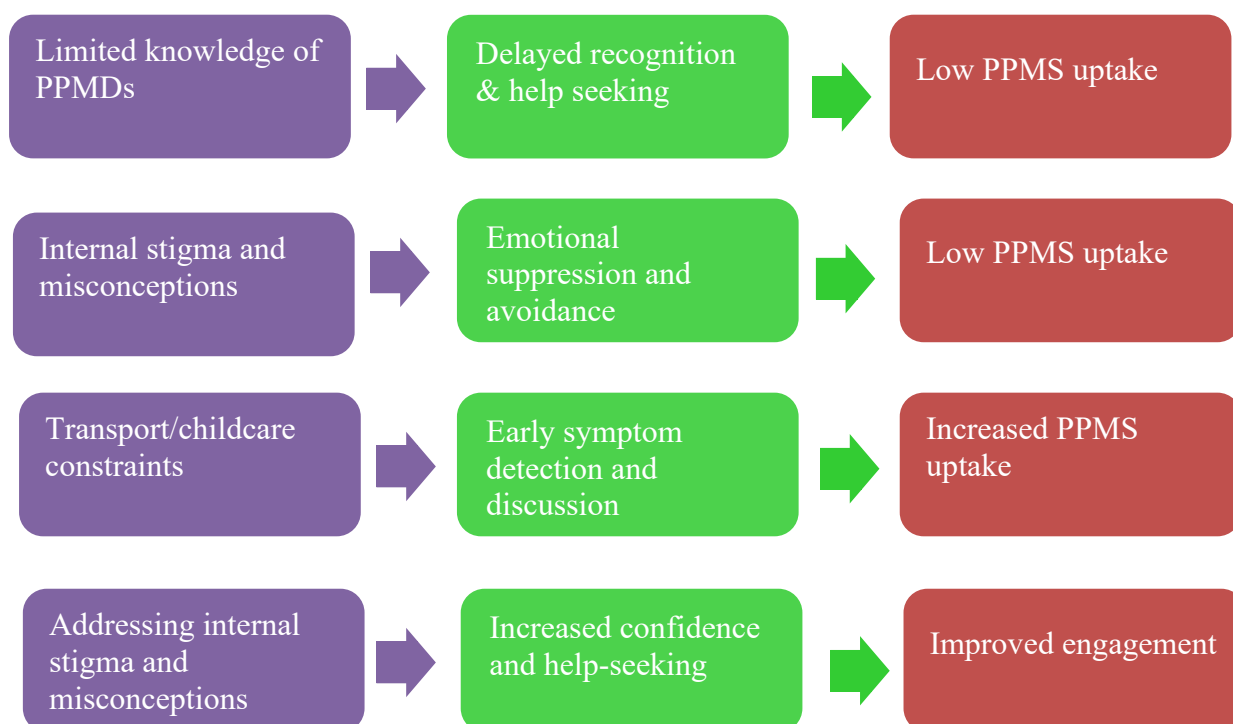 Limited knowledge of
PPMDs
Delayed recognition
& help seeking
Low PPMS uptake
Internal stigma and
misconceptions
Emotional
suppression and
avoidance
Low PPMS uptake
Transport/childcare
constraints
Early symptom
detection and
discussion
Increased PPMS
uptake
Addressing internal
stigma and
misconceptions
Increased confidence
and help-seeking
Improved engagement